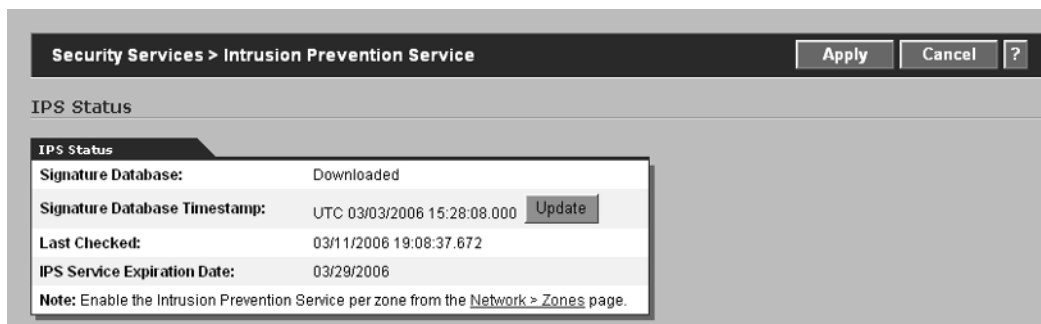 Security Services > Intrusion Prevention Service Apply Cancel ?
IPS Status
IPS Status
Signature Database: Downloaded
Signature Database Timestamp: UTC 03/03/2006 15:28:08.000 Update
Last Checked: 03/11/2006 19:08:37.672
IPS Service Expiration Date: 03/29/2006
Note: Enable the Intrusion Prevention Service per zone from the Network > Zones page.